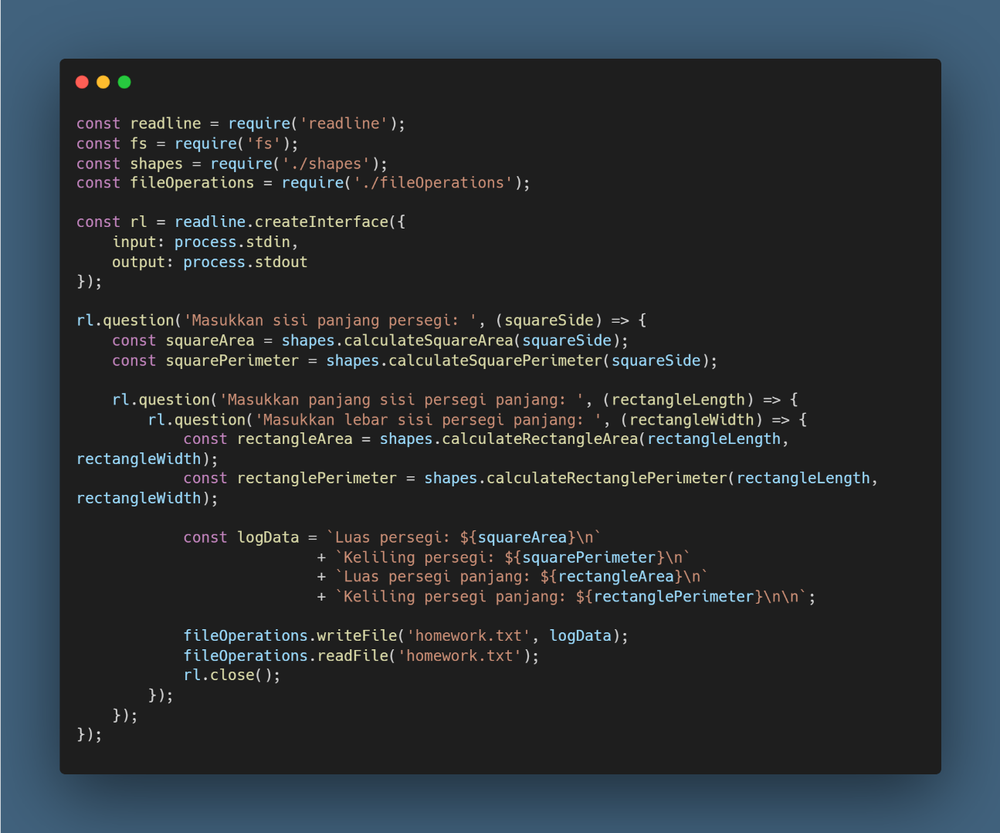 const readline = require('readline');
const fs = require('fs');
const shapes = require('./shapes');
const fileOperations = require('./fileOperations');

const rl = readline.createInterface({
    input: process.stdin,
    output: process.stdout
});

rl.question('Masukkan sisi panjang persegi: ', (squareSide) => {
    const squareArea = shapes.calculateSquareArea(squareSide);
    const squarePerimeter = shapes.calculateSquarePerimeter(squareSide);

    rl.question('Masukkan panjang sisi persegi panjang: ', (rectangleLength) => {
        rl.question('Masukkan lebar sisi persegi panjang: ', (rectangleWidth) => {
            const rectangleArea = shapes.calculateRectangleArea(rectangleLength,
rectangleWidth);
            const rectanglePerimeter = shapes.calculateRectanglePerimeter(rectangleLength,
rectangleWidth);

            const logData = `Luas persegi: ${squareArea}\n`
                           + `Keliling persegi: ${squarePerimeter}\n`
                           + `Luas persegi panjang: ${rectangleArea}\n`
                           + `Keliling persegi panjang: ${rectanglePerimeter}\n\n`;

            fileOperations.writeFile('homework.txt', logData);
            fileOperations.readFile('homework.txt');
            rl.close();
        });
    });
});